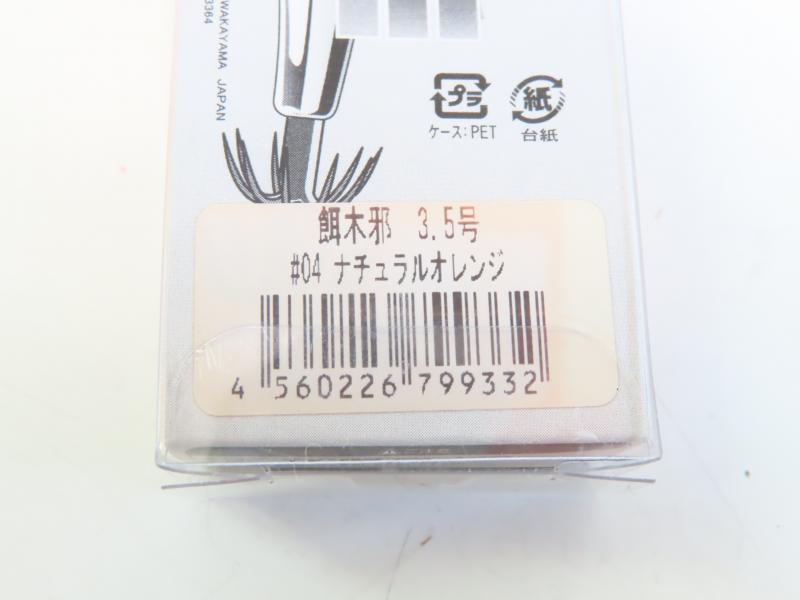 WAKAYAMA JAPAN
3364
プラ
紙
ケース:PET
台紙
餌木邪 3.5号
#04 ナチュラルオレンジ
4 560226 799332